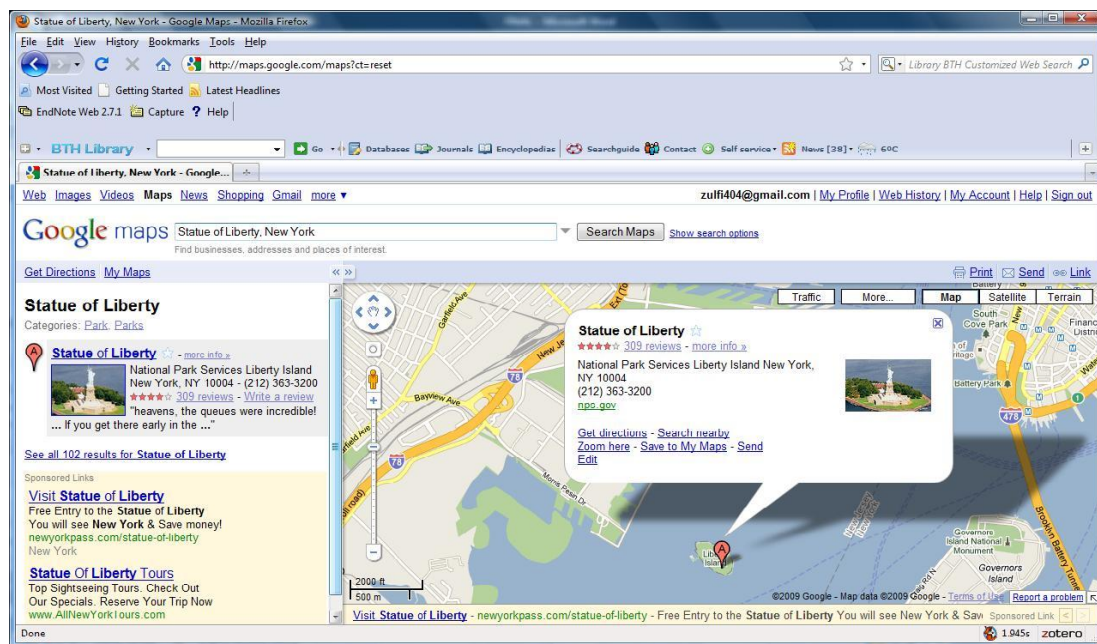 Statue of Liberty, New York - Google Maps - Mozilla Firefox
File Edit View History Bookmarks Tools Help
http://maps.google.com/maps?ct=reset
Library BTH Customized Web Search
Most Visited Getting Started Latest Headlines
EndNote Web 2.7.1 Capture ? Help
BTH Library Go Databases Journals Encyclopedias Searchguide Contact Self service News [38] 6°C
Statue of Liberty, New York - Google...
Web Images Videos Maps News Shopping Gmail more ▼
zulfi404@gmail.com | My Profile | Web History | My Account | Help | Sign out
Google maps Statue of Liberty, New York Search Maps Show search options
Find businesses, addresses and places of interest.
Get Directions My Maps « »
Print Send Link
Statue of Liberty
Categories: Park, Parks
A Statue of Liberty - more info »
National Park Services Liberty Island
New York, NY 10004 - (212) 363-3200
309 reviews - Write a review
"heavens, the queues were incredible!
... If you get there early in the ..."
See all 102 results for Statue of Liberty
Sponsored Links
Visit Statue of Liberty
Free Entry to the Statue of Liberty
You will see New York & Save money!
newyorkpass.com/statue-of-liberty
New York
Statue Of Liberty Tours
Top Sightseeing Tours. Check Out
Our Specials. Reserve Your Trip Now
www.AllNewYorkTours.com
Traffic More... Map Satellite Terrain
Statue of Liberty
309 reviews - more info »
National Park Services Liberty Island New York,
NY 10004
(212) 363-3200
nps.gov
Get directions - Search nearby
Zoom here - Save to My Maps - Send
Edit
Garfield Ave
Bayview Ave
Morris Pesin Dr
78
78
478
South
Cove Park
Battery Park
Brooklyn Battery Tunnel
Liberty
Island
A
Governors
Island National
Monument
Governors
Island
2000 ft
500 m
©2009 Google - Map data ©2009 Google - Terms of Use Report a problem
Visit Statue of Liberty - newyorkpass.com/statue-of-liberty - Free Entry to the Statue of Liberty You will see New York & Sav Sponsored Link < >
Done 1.945s zotero